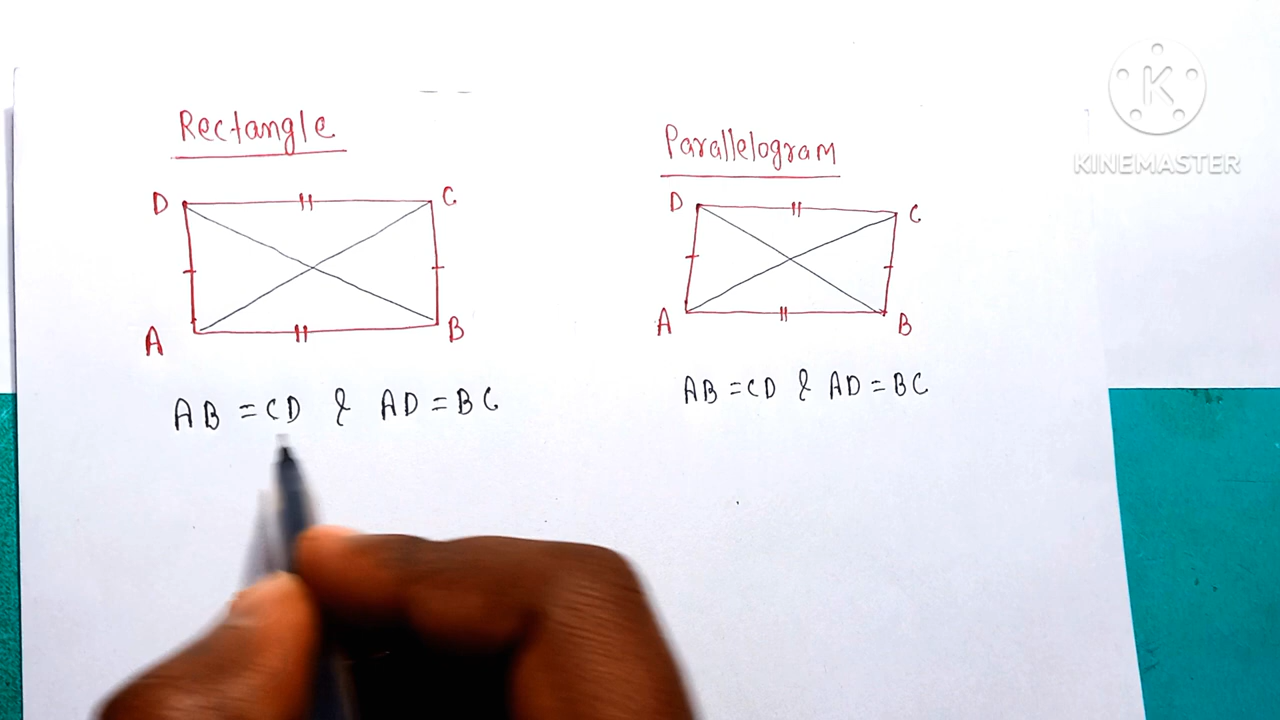 Rectangle
D C
A B
AB = CD & AD = BC
Parallelogram
D C
A B
AB = CD & AD = BC
K
KINEMASTER